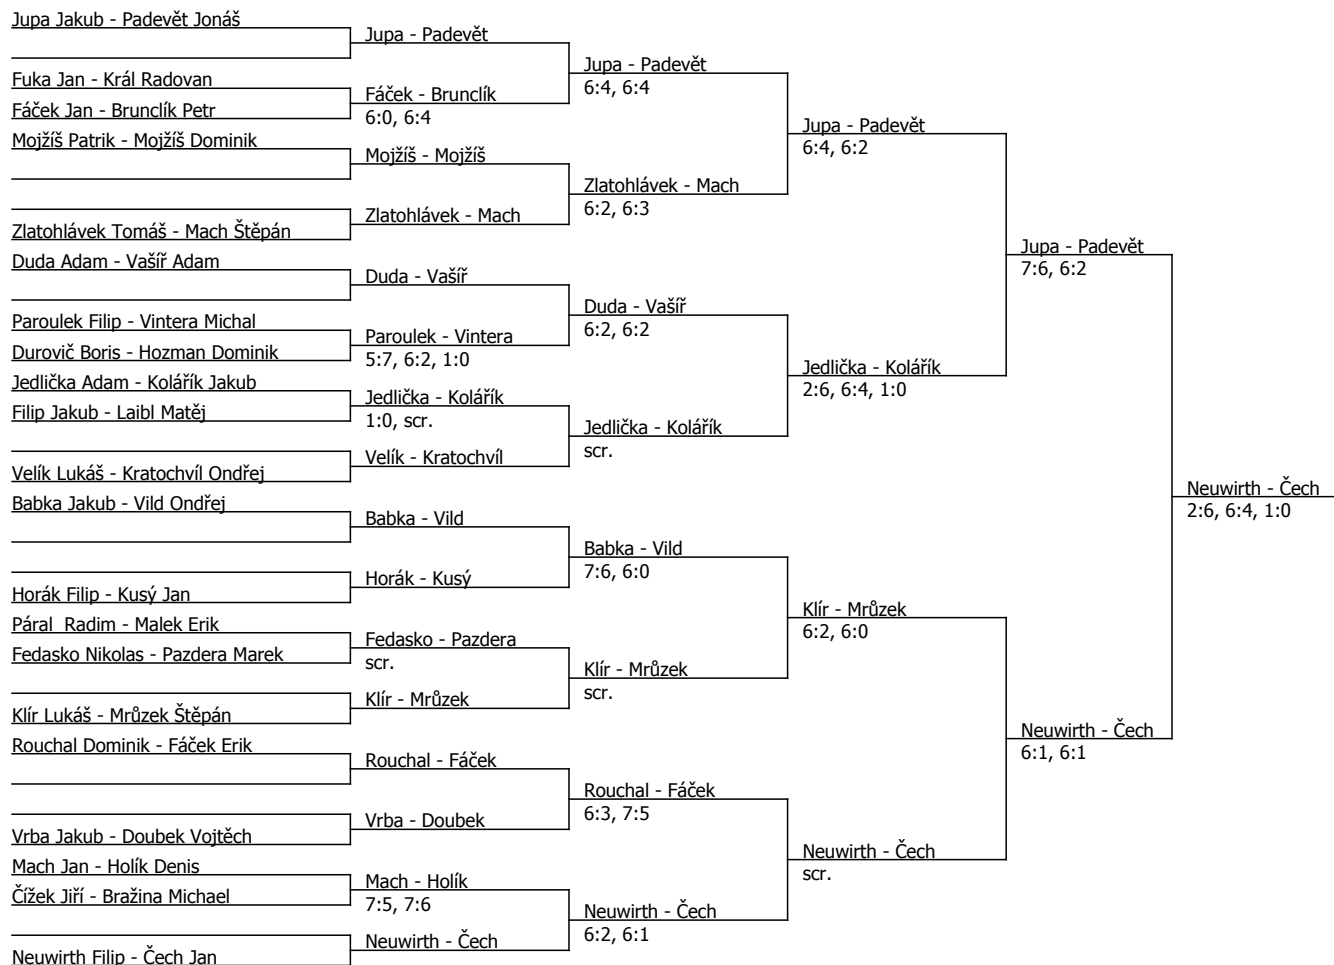 Jupa Jakub - Padevět Jonáš
Jupa - Padevět
Jupa - Padevět
6:4, 6:4
Fuka Jan - Král Radovan
Fáček Jan - Brunclík Petr
Fáček - Brunclík
6:0, 6:4
Jupa - Padevět
6:4, 6:2
Mojžíš Patrik - Mojžíš Dominik
Mojžíš - Mojžíš
Zlatohlávek - Mach
6:2, 6:3
Zlatohlávek - Mach
Zlatohlávek Tomáš - Mach Štěpán
Jupa - Padevět
7:6, 6:2
Duda Adam - Vašíř Adam
Duda - Vašíř
Duda - Vašíř
6:2, 6:2
Paroulek Filip - Vintera Michal
Paroulek - Vintera
5:7, 6:2, 1:0
Durovič Boris - Hozman Dominik
Jedlička - Kolářík
2:6, 6:4, 1:0
Jedlička Adam - Kolářík Jakub
Jedlička - Kolářík
1:0, scr.
Filip Jakub - Laibl Matěj
Jedlička - Kolářík
scr.
Velík - Kratochvíl
Velík Lukáš - Kratochvíl Ondřej
Neuwirth - Čech
2:6, 6:4, 1:0
Babka Jakub - Vild Ondřej
Babka - Vild
Babka - Vild
7:6, 6:0
Horák - Kusý
Horák Filip - Kusý Jan
Klír - Mrůzek
6:2, 6:0
Páral  Radim - Malek Erik
Fedasko - Pazdera
scr.
Fedasko Nikolas - Pazdera Marek
Klír - Mrůzek
scr.
Klír - Mrůzek
Klír Lukáš - Mrůzek Štěpán
Neuwirth - Čech
6:1, 6:1
Rouchal Dominik - Fáček Erik
Rouchal - Fáček
Rouchal - Fáček
6:3, 7:5
Vrba - Doubek
Vrba Jakub - Doubek Vojtěch
Neuwirth - Čech
scr.
Mach Jan - Holík Denis
Mach - Holík
7:5, 7:6
Čížek Jiří - Bražina Michael
Neuwirth - Čech
6:2, 6:1
Neuwirth - Čech
Neuwirth Filip - Čech Jan